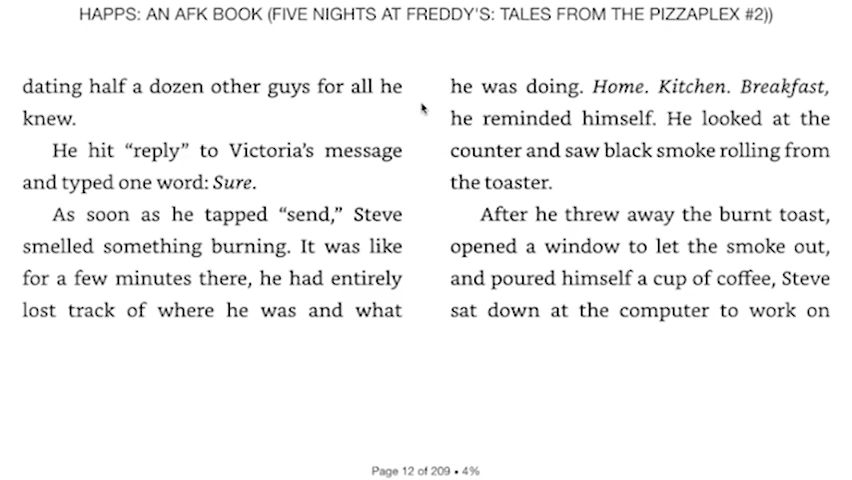 HAPPS: AN AFK BOOK (FIVE NIGHTS AT FREDDY'S: TALES FROM THE PIZZAPLEX #2))
dating half a dozen other guys for all he
knew.
He hit “reply” to Victoria’s message
and typed one word: Sure.
As soon as he tapped “send,” Steve
smelled something burning. It was like
for a few minutes there, he had entirely
lost track of where he was and what
he was doing. Home. Kitchen. Breakfast,
he reminded himself. He looked at the
counter and saw black smoke rolling from
the toaster.
After he threw away the burnt toast,
opened a window to let the smoke out,
and poured himself a cup of coffee, Steve
sat down at the computer to work on
Page 12 of 209 • 4%